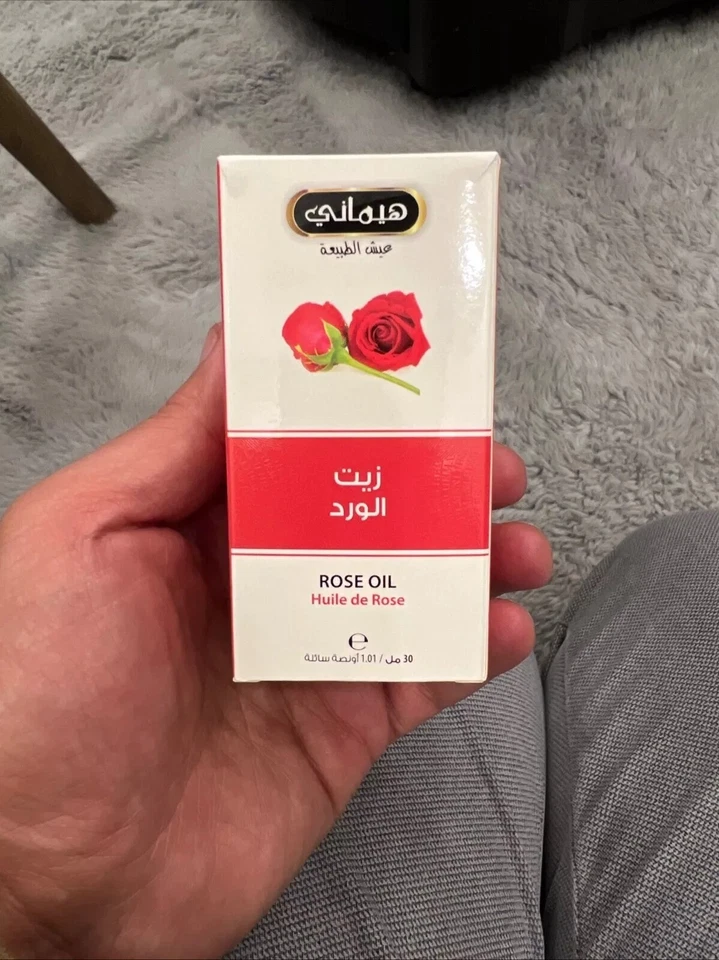 هيماني
عيش الطبيعة
زيت
الورد
ROSE OIL
Huile de Rose
℮
30 مل / 1.01 أونصة سائلة